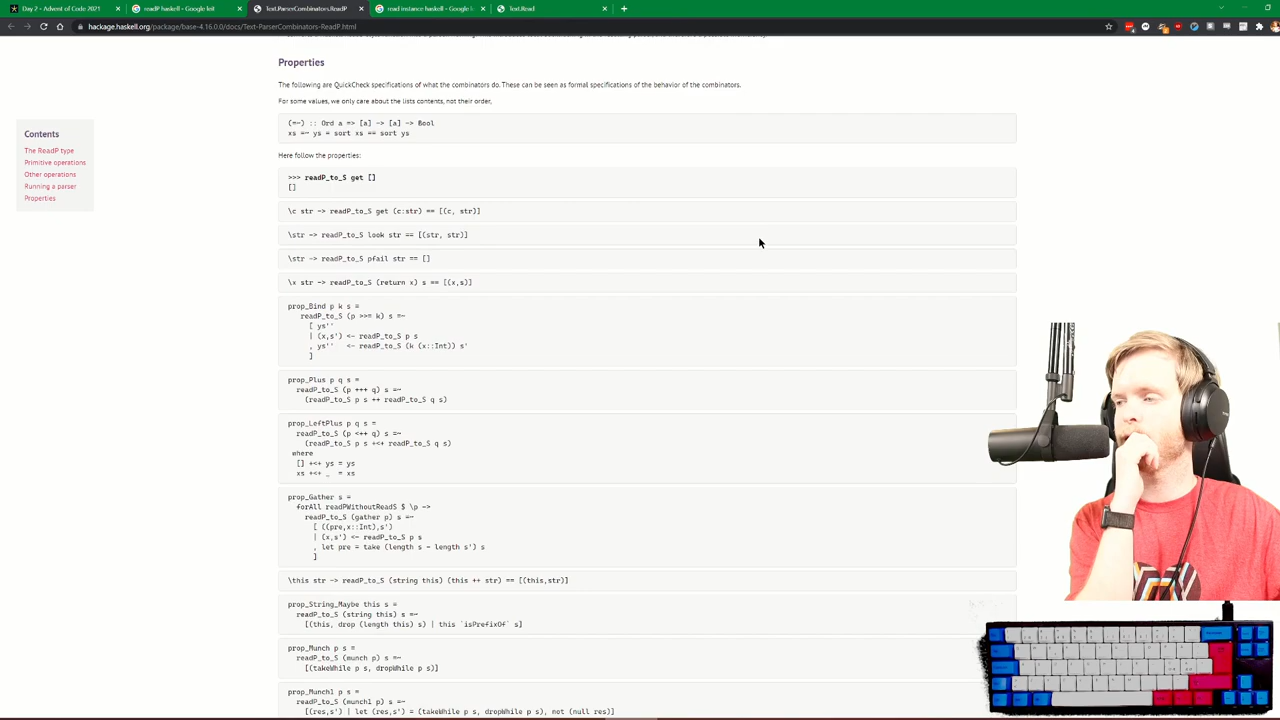 Day 2 - Advent of Code 2021
readP haskell - Google
Text.ParserCombinators.ReadP
read instance haskell - Google
Text.Read
hackage.haskell.org/package/base-4.16.0.0/docs/Text-ParserCombinators-ReadP.html
Properties
The following are QuickCheck specifications of what the combinators do. These can be seen as formal specifications of the behavior of the combinators.
For some values, we only care about the lists contents, not their order,
(=~) :: Ord a => [a] -> [a] -> Bool
xs =~ ys = sort xs == sort ys
Contents
The ReadP type
Primitive operations
Other operations
Running a parser
Properties
Here follow the properties:
>>> readP_to_S get []
[]
\c str -> readP_to_S get (c:str) == [(c, str)]
\str -> readP_to_S look str == [(str, str)]
\str -> readP_to_S pfail str == []
\x str -> readP_to_S (return x) s == [(x,s)]
prop_Bind p k s =
readP_to_S (p >>= k) s =~
[ ys''
| (x,s') <- readP_to_S p s
, ys'' <- readP_to_S (k (x::Int)) s'
]
prop_Plus p q s =
readP_to_S (p +++ q) s =~
(readP_to_S p s ++ readP_to_S q s)
prop_LeftPlus p q s =
readP_to_S (p <++ q) s =~
(readP_to_S p s +<+ readP_to_S q s)
where
[] +<+ ys = ys
xs +<+ _ = xs
prop_Gather s =
forAll readPWithoutReadS $ \p ->
readP_to_S (gather p) s =~
[ ((pre,x::Int),s')
| (x,s') <- readP_to_S p s
, let pre = take (length s - length s') s
]
\this str -> readP_to_S (string this) (this ++ str) == [(this,str)]
prop_String_Maybe this s =
readP_to_S (string this) s =~
[(this, drop (length this) s) | this `isPrefixOf` s]
prop_Munch p s =
readP_to_S (munch p) s =~
[(takeWhile p s, dropWhile p s)]
prop_Munch1 p s =
readP_to_S (munch1 p) s =~
[(res,s') | let (res,s') = (takeWhile p s, dropWhile p s), not (null res)]